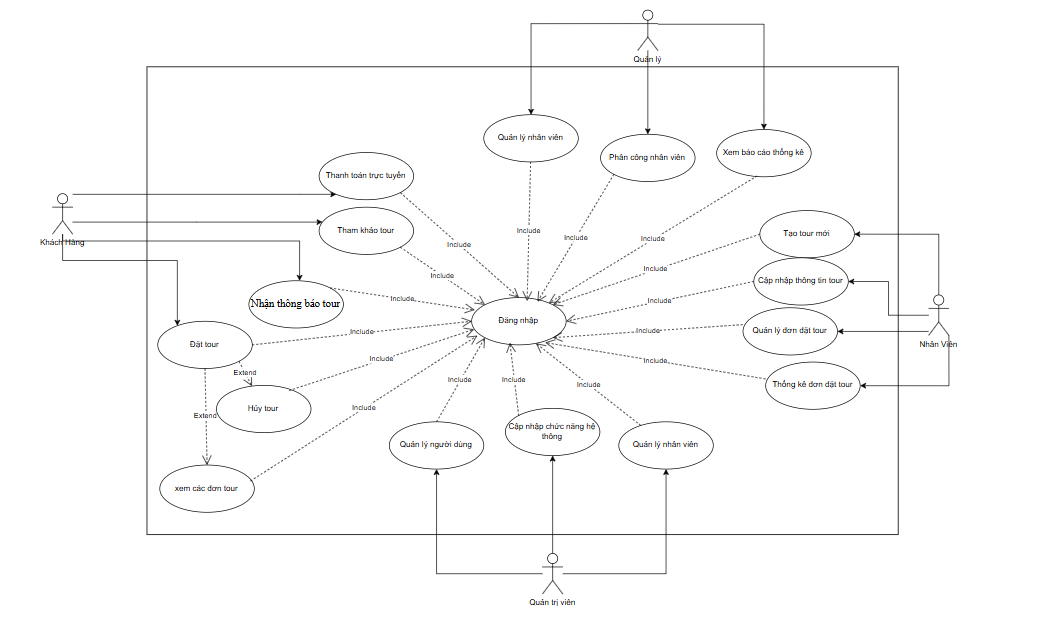 Quản lý
Quản lý nhân viên
Phân công nhân viên
Xem báo cáo thống kê
Thanh toán trực tuyến
Tham khảo tour
Khách Hàng
Include
Include
Include
Include
Include
Tạo tour mới
Include
Include
Cập nhập thông tin tour
Nhận thông báo tour
Include
Include
Đăng nhập
Include
Include
Quản lý đơn đặt tour
Nhân Viên
Đặt tour
Include
Include
Extend
Include
Include
Include
Thống kê đơn đặt tour
Hủy tour
Include
Extend
Cập nhập chức năng hệ
thông
Quản lý người dùng
Quản lý nhân viên
xem các đơn tour
Quản trị viên